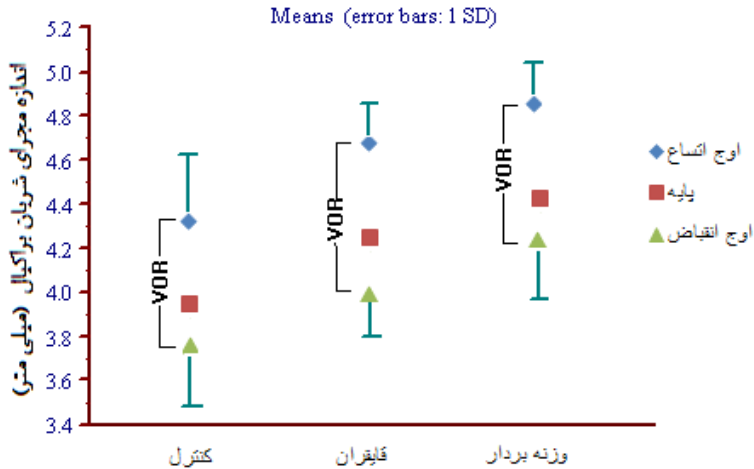 Means (error bars: 1 SD)
اندازه مجرای شریان براکیال (میلی متر)
5.2
5.0
4.8
4.6
4.4
4.2
4.0
3.8
3.6
3.4
VOR
VOR
VOR
اوج اتساع
پایه
اوج انقباض
کنترل
قایقران
وزنه بردار